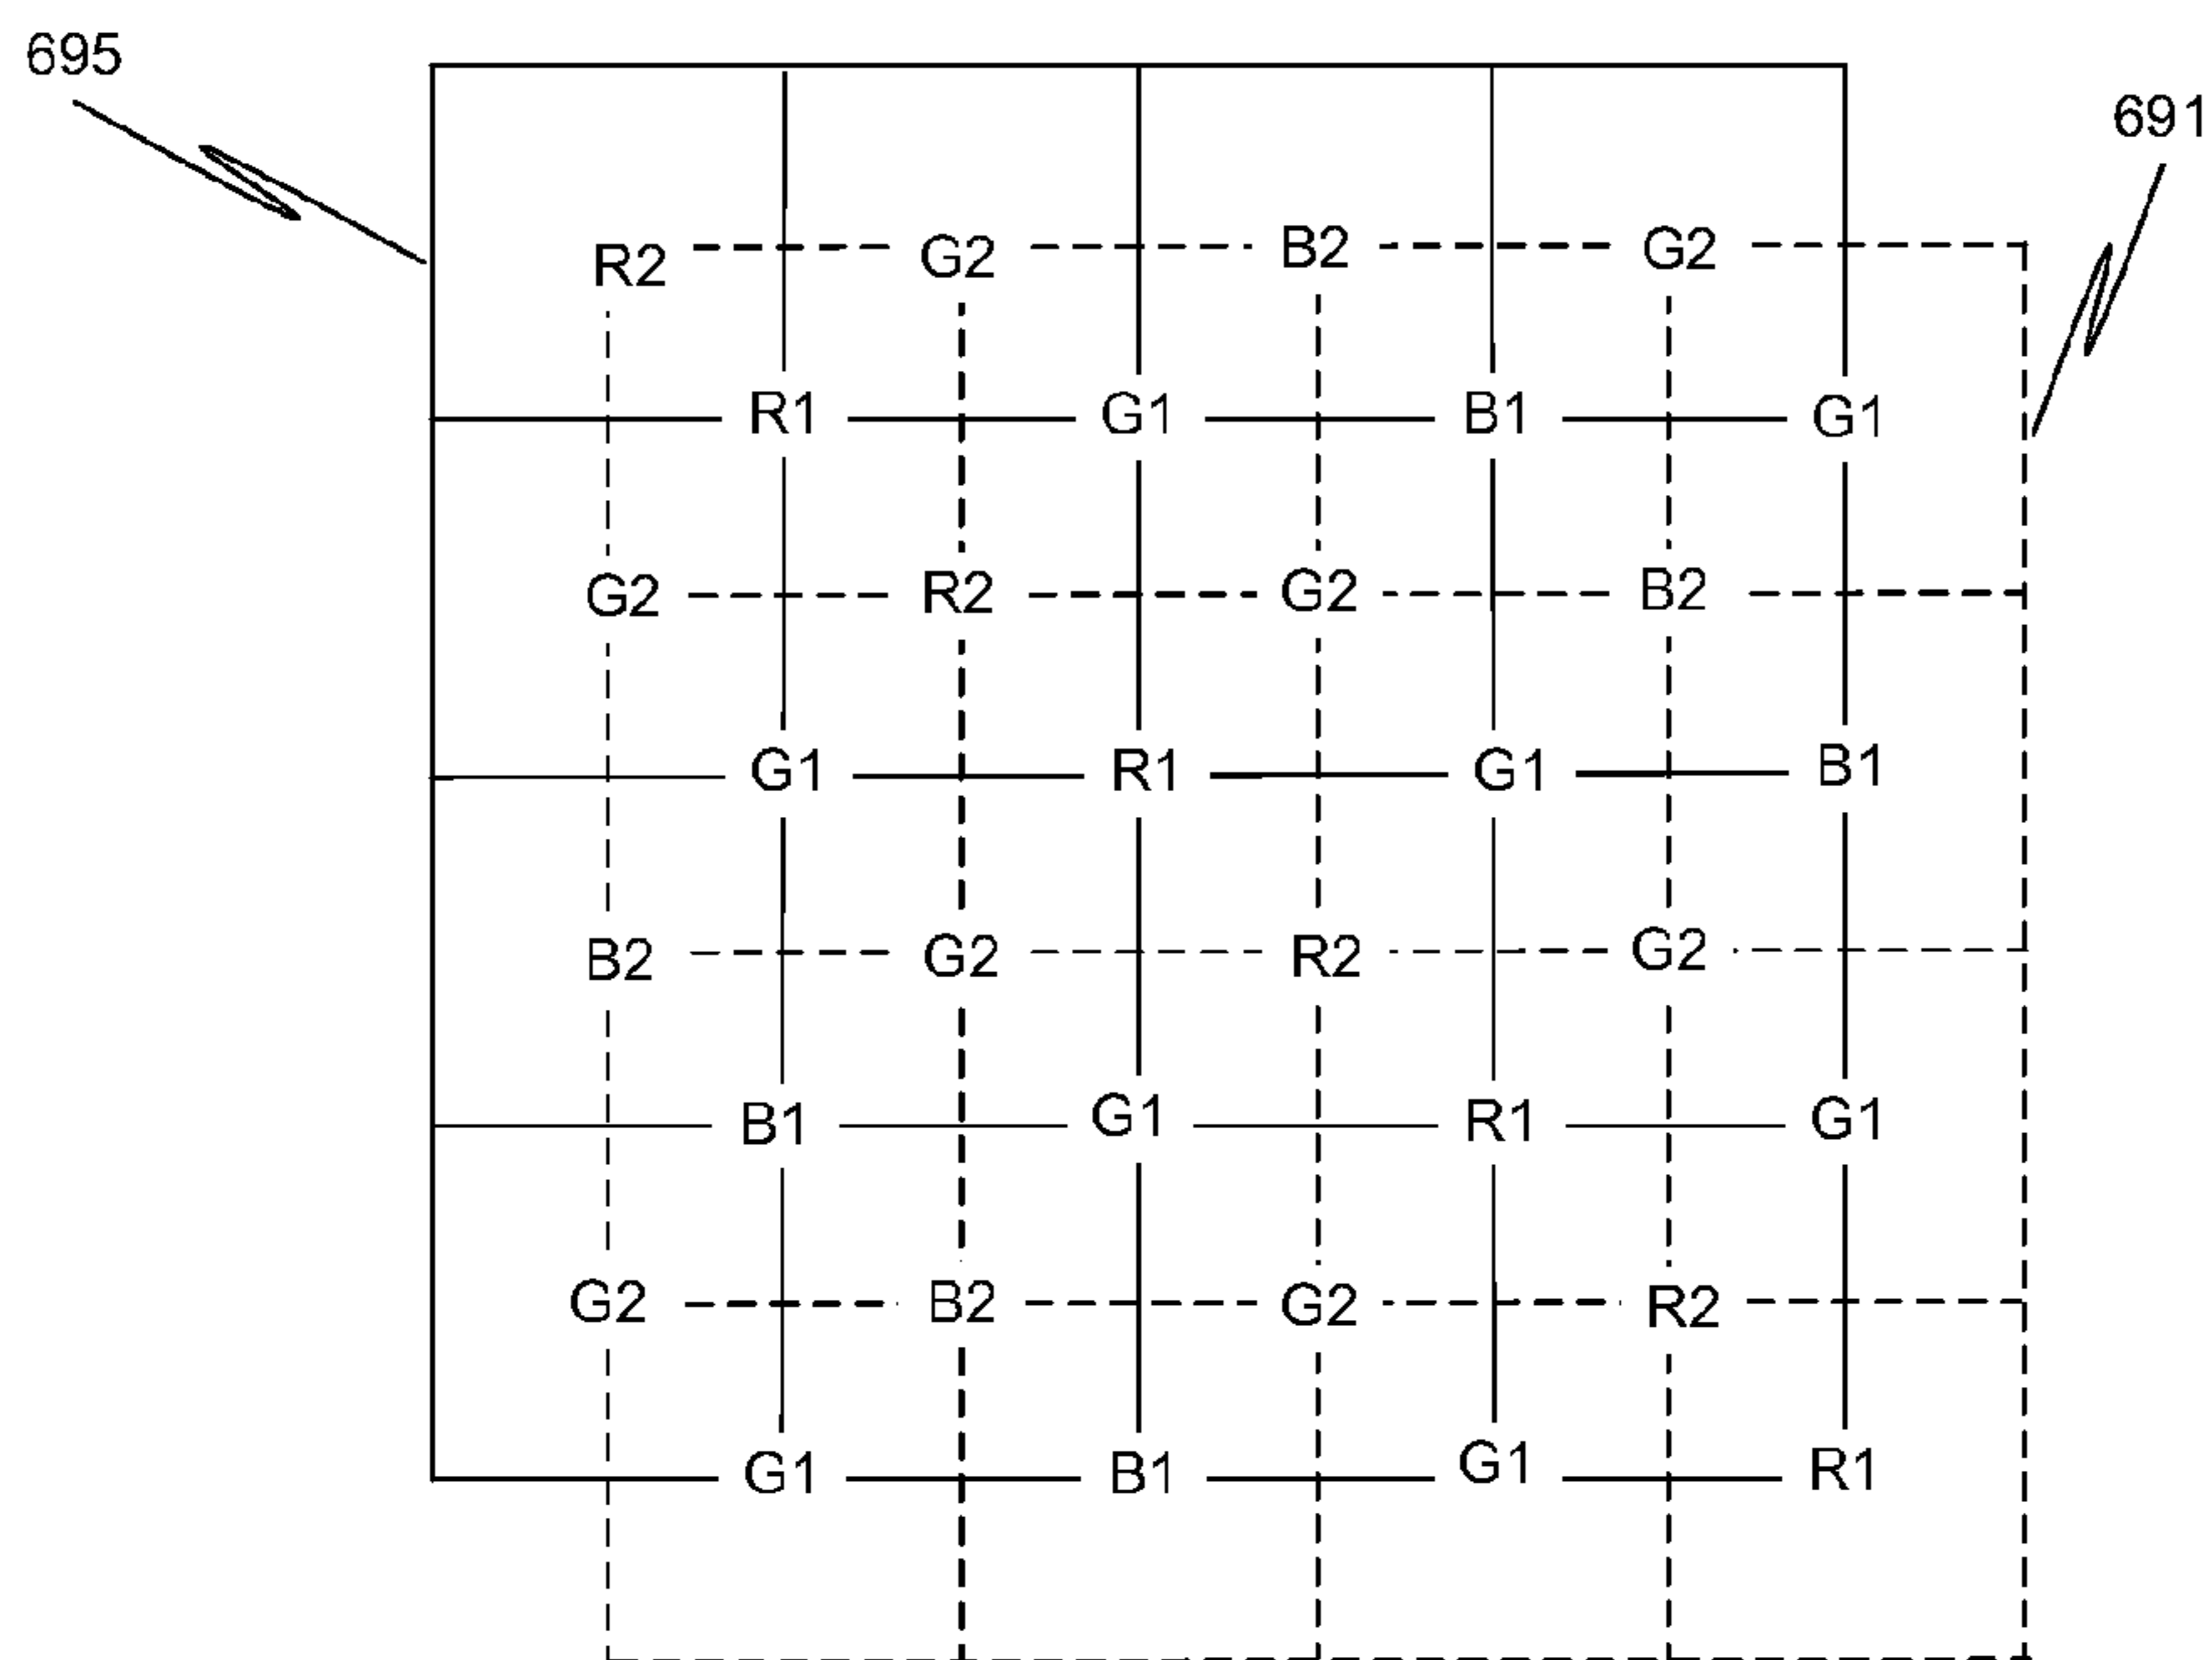 695
691
R2 G2 B2 G2
R1 G1 B1 G1
G2 R2 G2 B2
G1 R1 G1 B1
B2 G2 R2 G2
B1 G1 R1 G1
G2 B2 G2 R2
G1 B1 G1 R1